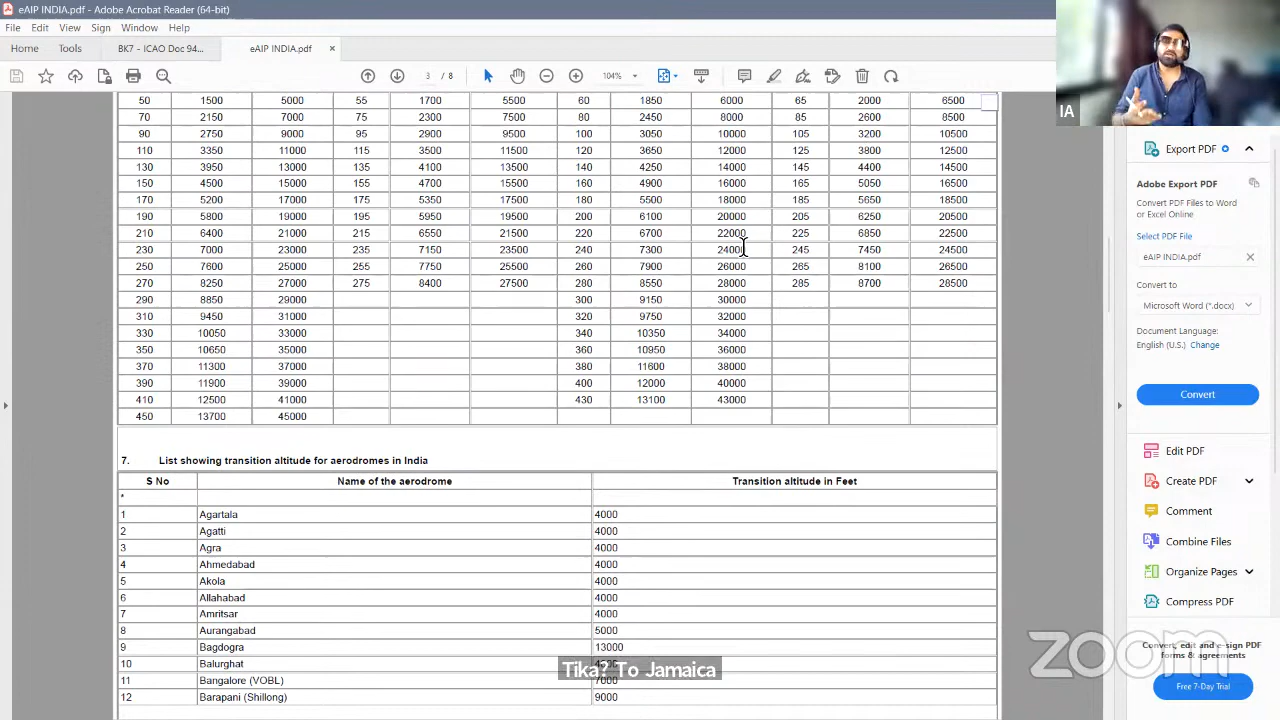 eAIP INDIA.pdf - Adobe Acrobat Reader (64-bit)
File Edit View Sign Window Help
Home Tools BK7 - ICAO Doc 94... eAIP INDIA.pdf ×
3 / 8 104%
50 1500 5000 55 1700 5500 60 1850 6000 65 2000 6500
70 2150 7000 75 2300 7500 80 2450 8000 85 2600 8500
90 2750 9000 95 2900 9500 100 3050 10000 105 3200 10500
110 3350 11000 115 3500 11500 120 3650 12000 125 3800 12500
130 3950 13000 135 4100 13500 140 4250 14000 145 4400 14500
150 4500 15000 155 4700 15500 160 4900 16000 165 5050 16500
170 5200 17000 175 5350 17500 180 5500 18000 185 5650 18500
190 5800 19000 195 5950 19500 200 6100 20000 205 6250 20500
210 6400 21000 215 6550 21500 220 6700 22000 225 6850 22500
230 7000 23000 235 7150 23500 240 7300 24000 245 7450 24500
250 7600 25000 255 7750 25500 260 7900 26000 265 8100 26500
270 8250 27000 275 8400 27500 280 8550 28000 285 8700 28500
290 8850 29000 300 9150 30000
310 9450 31000 320 9750 32000
330 10050 33000 340 10350 34000
350 10650 35000 360 10950 36000
370 11300 37000 380 11600 38000
390 11900 39000 400 12000 40000
410 12500 41000 430 13100 43000
450 13700 45000
7. List showing transition altitude for aerodromes in India
S No Name of the aerodrome Transition altitude in Feet
*
1 Agartala 4000
2 Agatti 4000
3 Agra 4000
4 Ahmedabad 4000
5 Akola 4000
6 Allahabad 4000
7 Amritsar 4000
8 Aurangabad 5000
9 Bagdogra 13000
10 Balurghat
11 Bangalore (VOBL) 7000
12 Barapani (Shillong) 9000
Tika? To Jamaica
IA
Export PDF
Adobe Export PDF
Convert PDF Files to Word
or Excel Online
Select PDF File
eAIP INDIA.pdf ×
Convert to
Microsoft Word (*.docx)
Document Language:
English (U.S.) Change
Convert
Edit PDF
Create PDF
Comment
Combine Files
Organize Pages
Compress PDF
Convert, edit and e-sign PDF
forms & agreements
Free 7-Day Trial
zoom